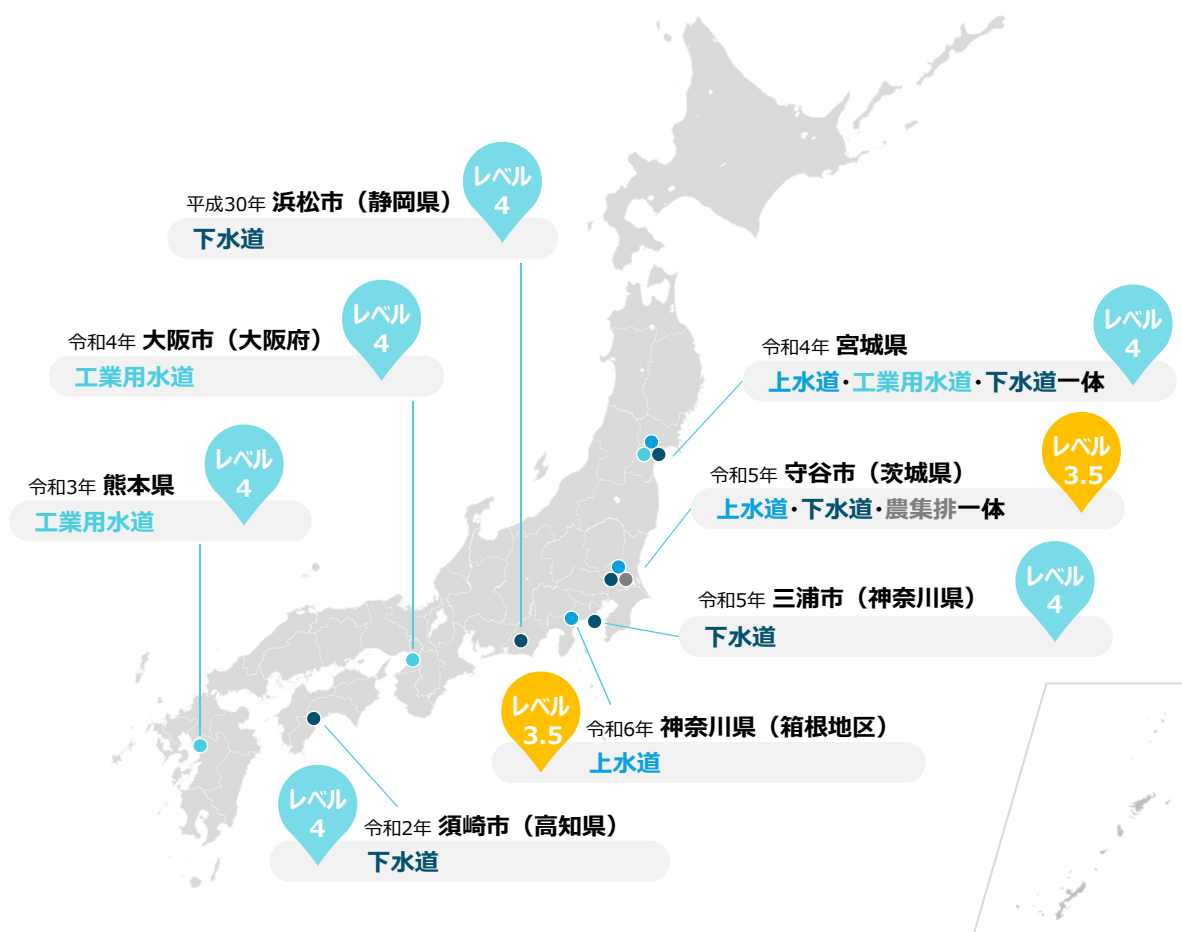 平成30年 浜松市（静岡県）
レベル
4
下水道
令和4年 大阪市（大阪府）
レベル
4
工業用水道
令和3年 熊本県
レベル
4
工業用水道
令和4年 宮城県
レベル
4
上水道・工業用水道・下水道一体
令和5年 守谷市（茨城県）
レベル
3.5
上水道・下水道・農集排一体
令和5年 三浦市（神奈川県）
レベル
4
下水道
レベル
3.5
令和6年 神奈川県（箱根地区）
上水道
レベル
4
令和2年 須崎市（高知県）
下水道